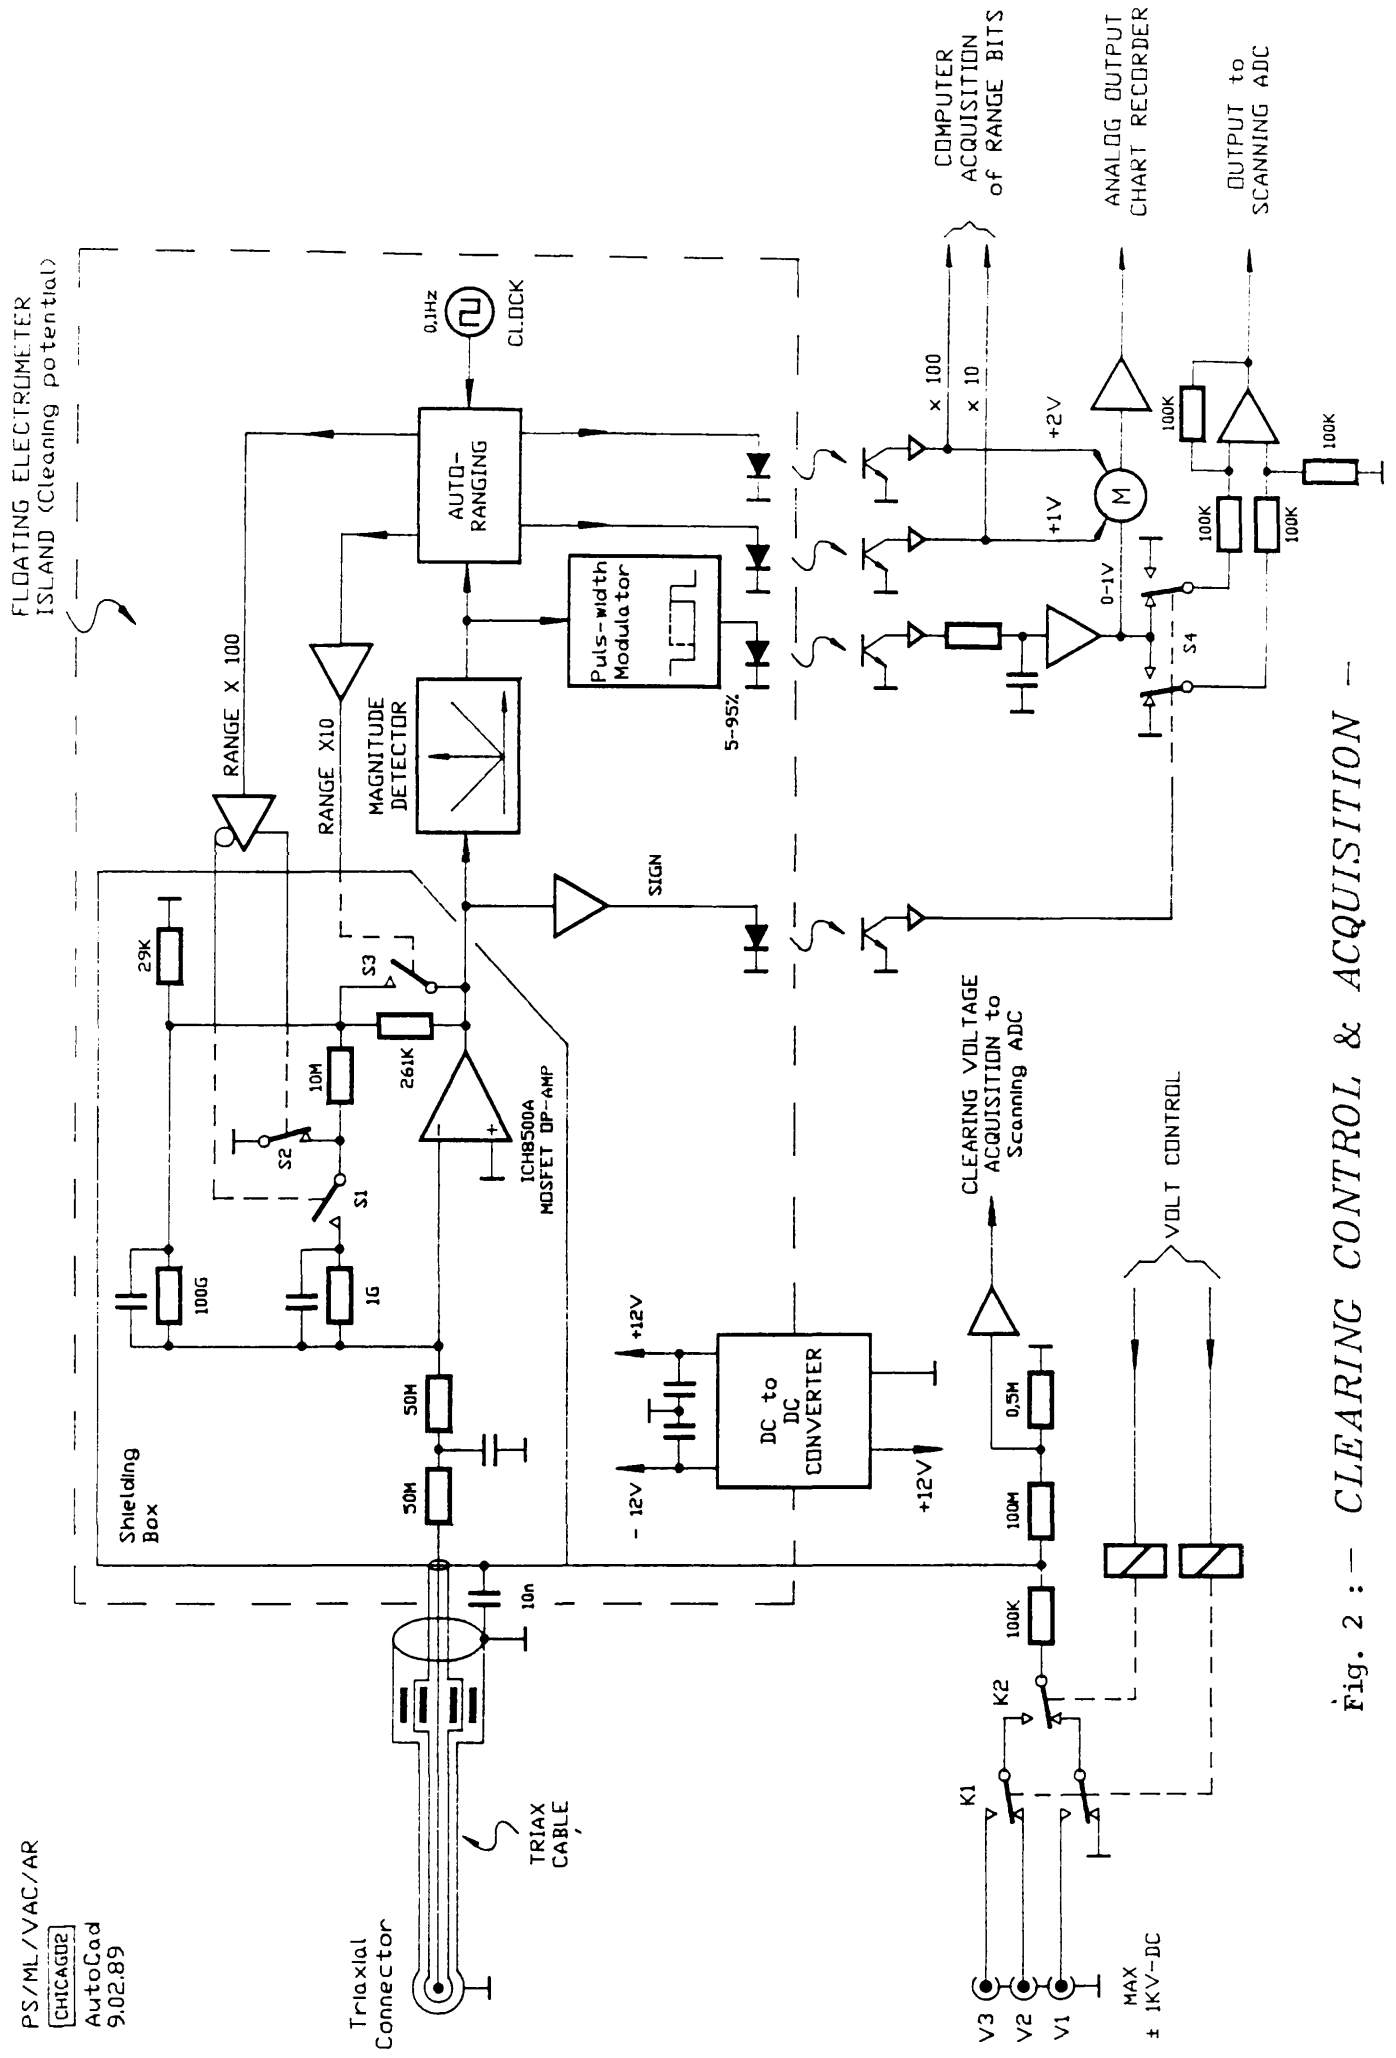 PS/ML/VAC/AR
CHICAGO2
AutoCad
9.02.89
FLOATING ELECTROMETER
ISLAND (Cleaning potential)
Triaxial
Connector
TRIAX
CABLE
10n
Shielding
Box
50M
50M
100G
1G
S1
S2
10M
29K
261K
S3
ICH8500A
MOSFET OP-AMP
-
+
RANGE X 100
RANGE X10
MAGNITUDE
DETECTOR
AUTO-
RANGING
0,1Hz
CLOCK
Puls-width
Modulator
5-95%
SIGN
- 12V
+12V
DC to
DC
CONVERTER
+12V
x 100
x 10
COMPUTER
ACQUISITION
of RANGE BITS
+2V
+1V
0-1V
M
ANALOG OUTPUT
CHART RECORDER
S4
100K
100K
100K
100K
OUTPUT to
SCANNING ADC
V3
V2
V1
MAX
± 1KV-DC
K1
K2
100K
100M
0,5M
CLEARING VOLTAGE
ACQUISITION to
Scanning ADC
VOLT CONTROL
Fig. 2 :- CLEARING CONTROL & ACQUISITION -